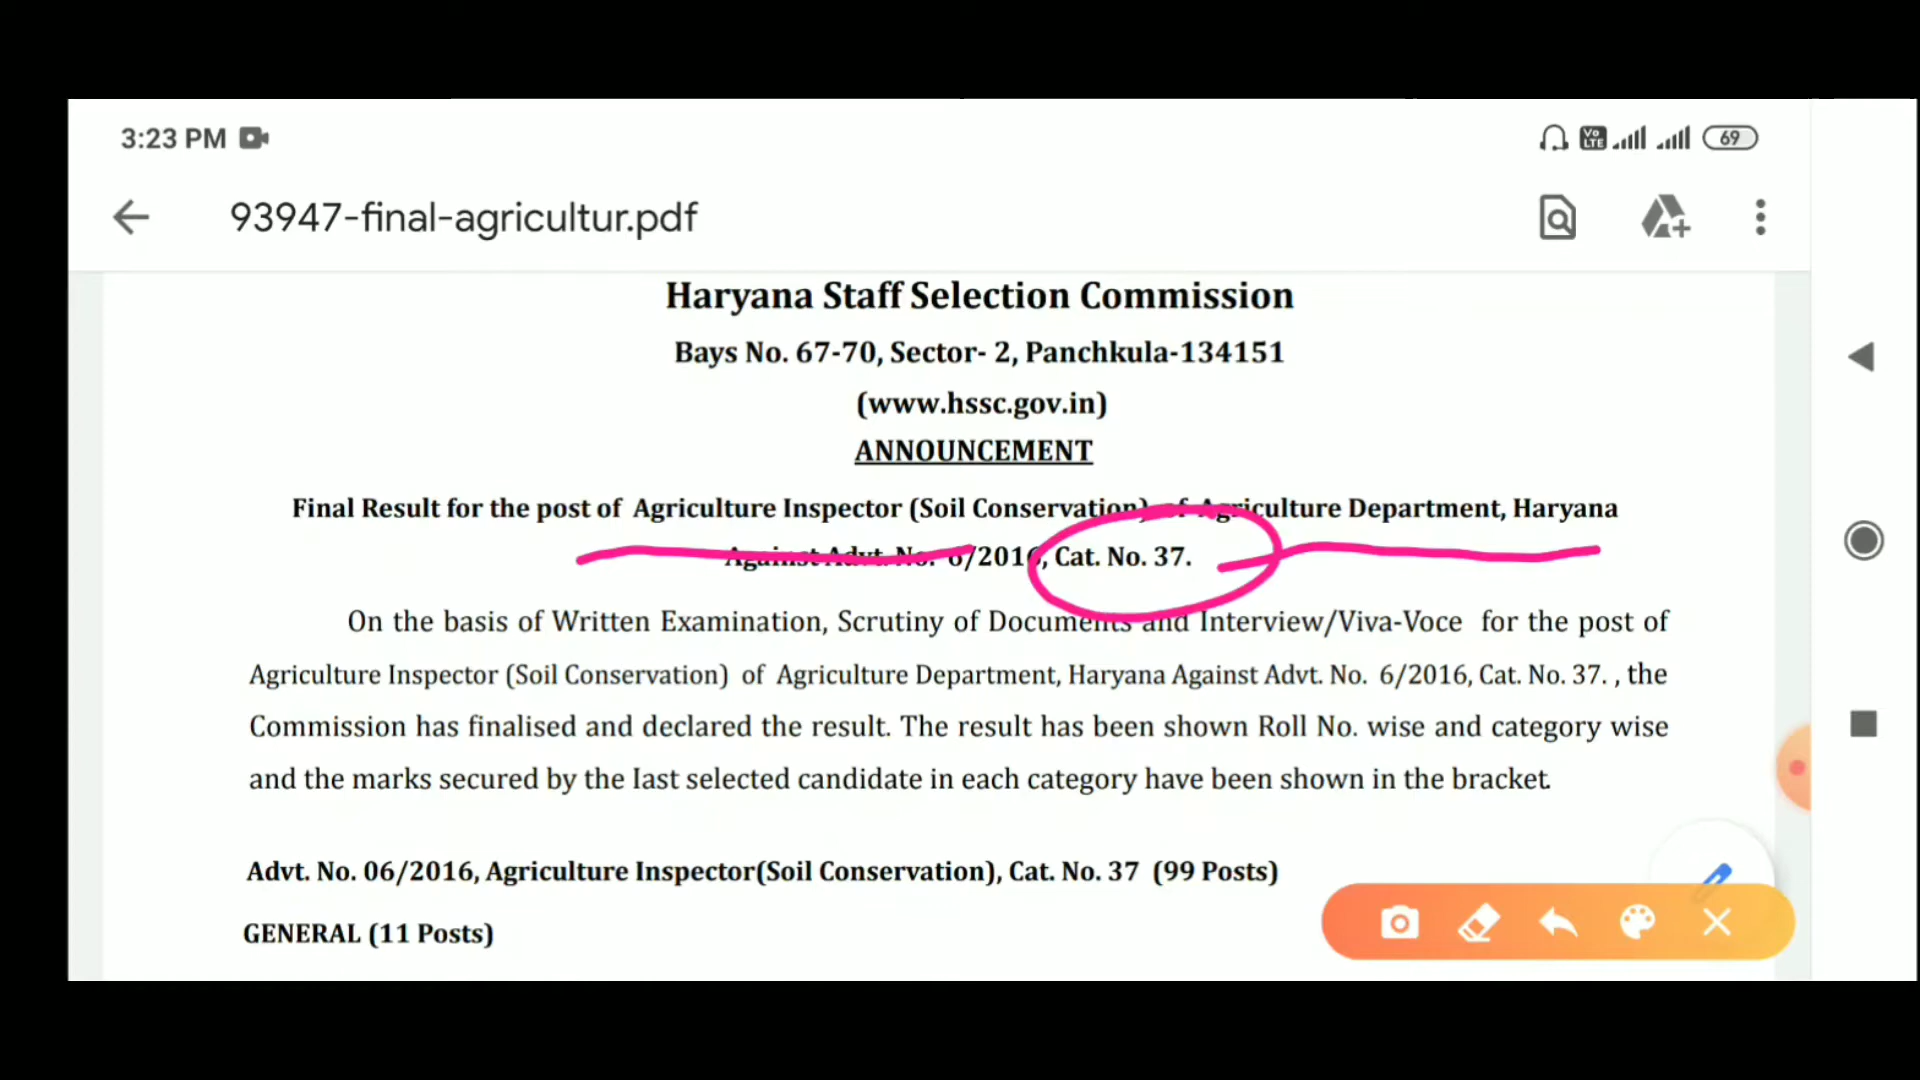 3:23 PM
Vo LTE
69
93947-final-agricultur.pdf
Haryana Staff Selection Commission
Bays No. 67-70, Sector- 2, Panchkula-134151
(www.hssc.gov.in)
ANNOUNCEMENT
Final Result for the post of Agriculture Inspector (Soil Conservation) of Agriculture Department, Haryana
Against Advt. No. 6/2016, Cat. No. 37.
On the basis of Written Examination, Scrutiny of Documents and Interview/Viva-Voce for the post of
Agriculture Inspector (Soil Conservation) of Agriculture Department, Haryana Against Advt. No. 6/2016, Cat. No. 37. , the
Commission has finalised and declared the result. The result has been shown Roll No. wise and category wise
and the marks secured by the last selected candidate in each category have been shown in the bracket.
Advt. No. 06/2016, Agriculture Inspector(Soil Conservation), Cat. No. 37 (99 Posts)
GENERAL (11 Posts)